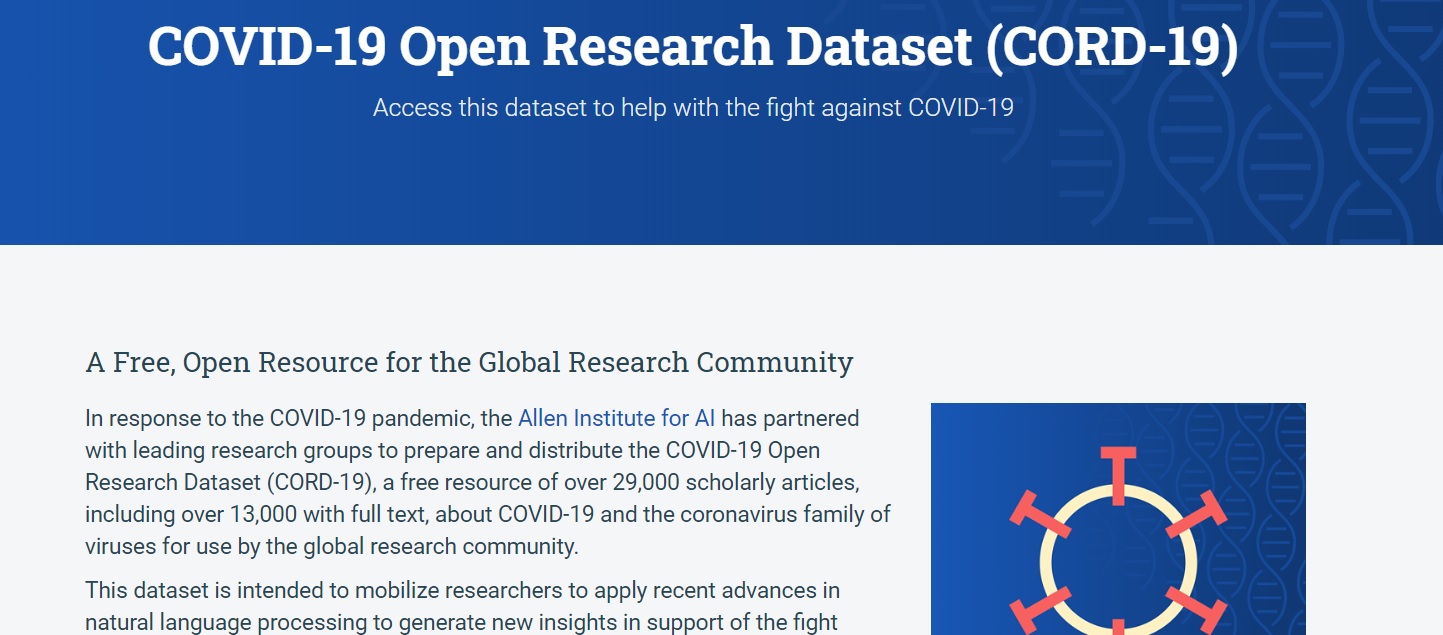 COVID-19 Open Research Dataset (CORD-19)
Access this dataset to help with the fight against COVID-19
A Free, Open Resource for the Global Research Community
In response to the COVID-19 pandemic, the Allen Institute for AI has partnered
with leading research groups to prepare and distribute the COVID-19 Open
Research Dataset (CORD-19), a free resource of over 29,000 scholarly articles,
including over 13,000 with full text, about COVID-19 and the coronavirus family of
viruses for use by the global research community.
This dataset is intended to mobilize researchers to apply recent advances in
natural language processing to generate new insights in support of the fight